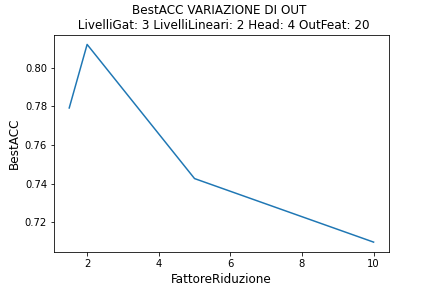 BestACC VARIAZIONE DI OUT
LivelliGat: 3 LivelliLineari: 2 Head: 4 OutFeat: 20
0.80
0.78
0.76
0.74
0.72
BestACC
2
4
6
8
10
FattoreRiduzione